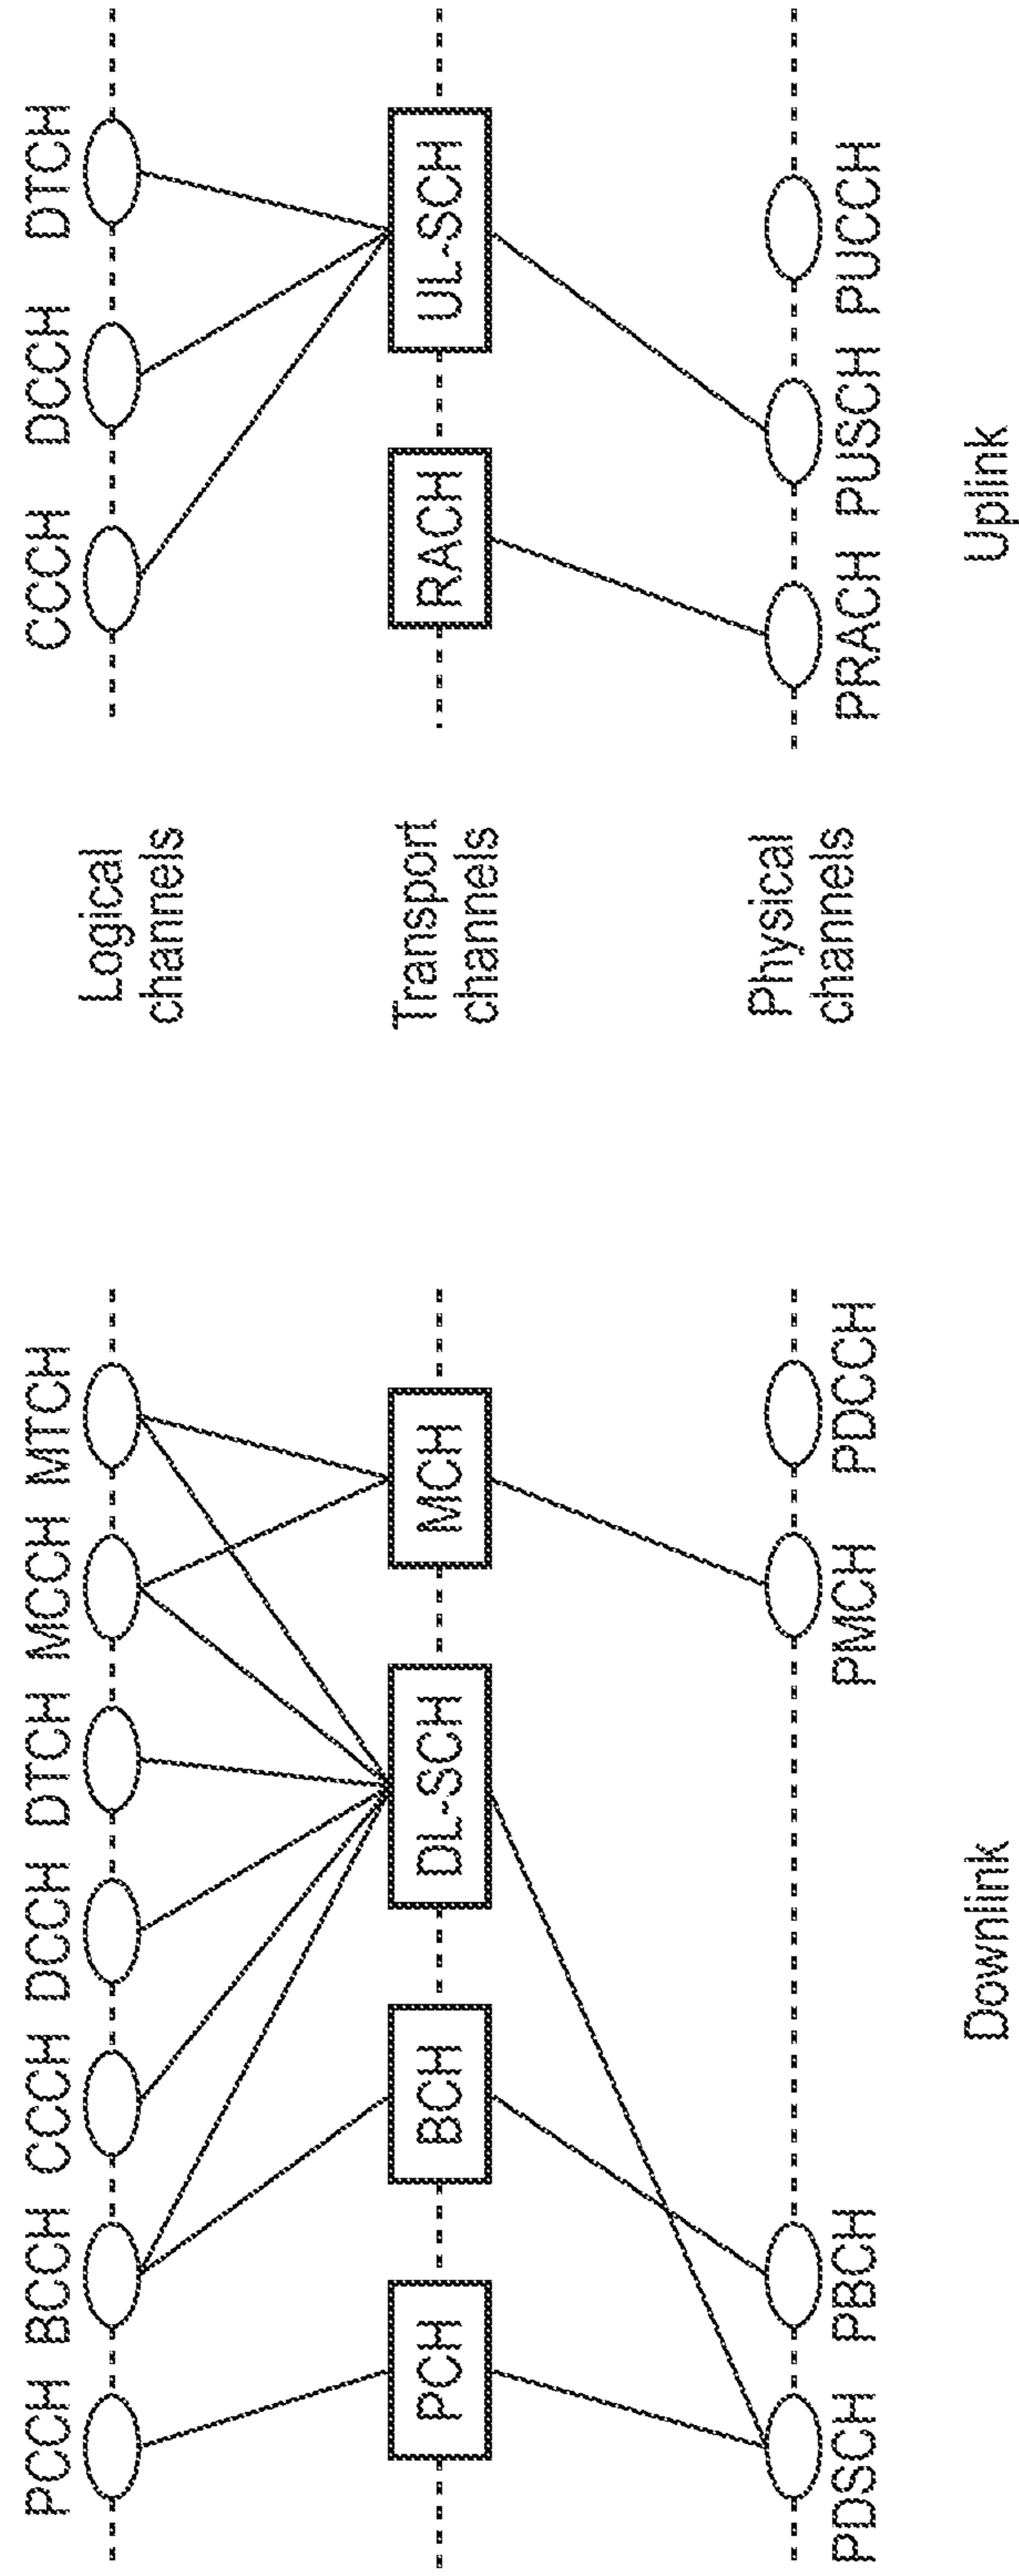 PCCH BCCH CCCH DCCH DTCH MCCH MTCH
Logical
channels
CCCH DCCH DTCH
PCH BCH DL-SCH MCH
Transport
channels
RACH UL-SCH
PDSCH PBCH PMCH PDCCH
Physical
channels
PRACH PUSCH PUCCH
Downlink
Uplink